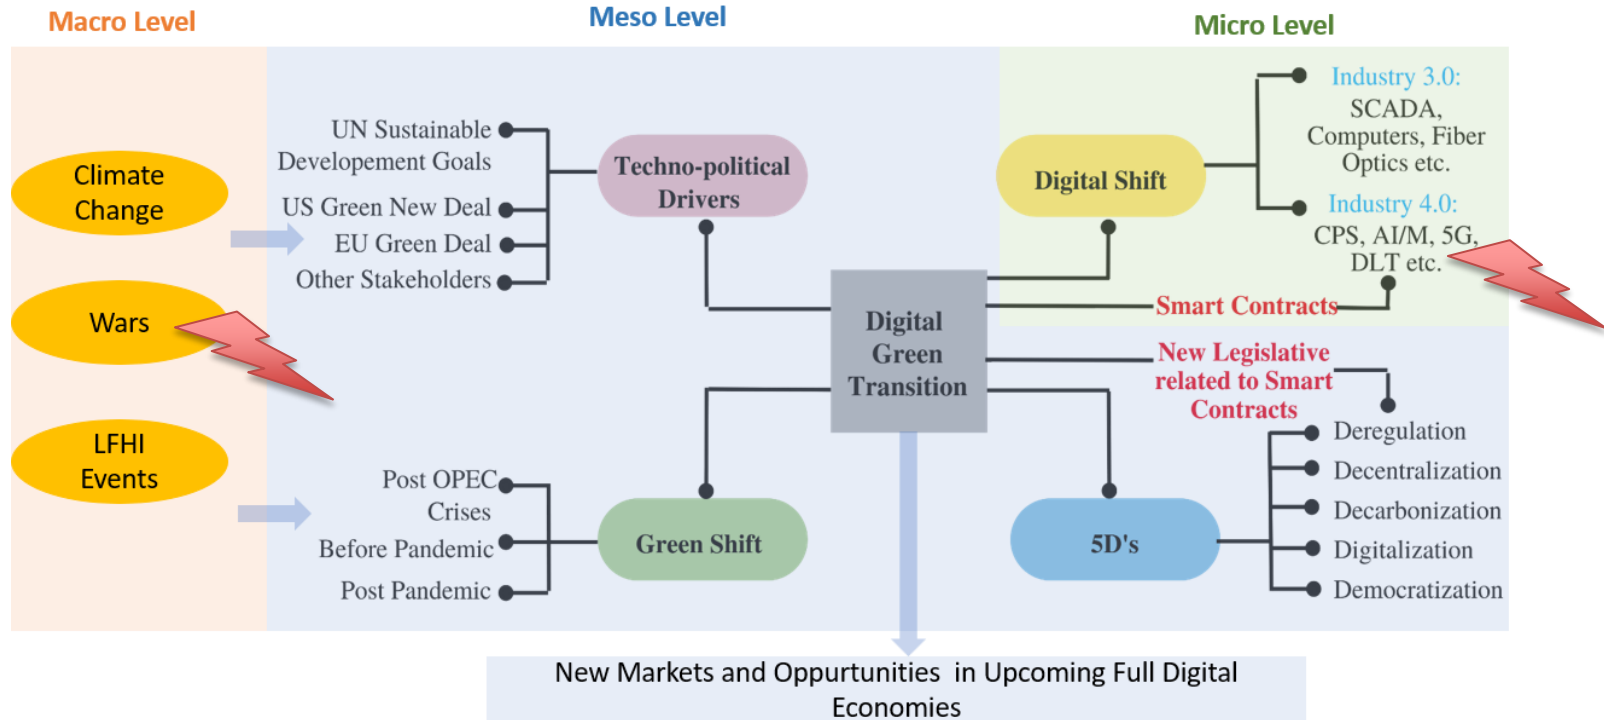 Macro Level
Meso Level
Micro Level
Climate
Change
Wars
LFHI
Events
UN Sustainable
Developement Goals
US Green New Deal
EU Green Deal
Other Stakeholders
Techno-political
Drivers
Post OPEC
Crises
Before Pandemic
Post Pandemic
Green Shift
Digital
Green
Transition
Digital Shift
Industry 3.0:
SCADA,
Computers, Fiber
Optics etc.
Industry 4.0:
CPS, AI/M, 5G,
DLT etc.
Smart Contracts
New Legislative
related to Smart
Contracts
5D's
Deregulation
Decentralization
Decarbonization
Digitalization
Democratization
New Markets and Oppurtunities in Upcoming Full Digital
Economies